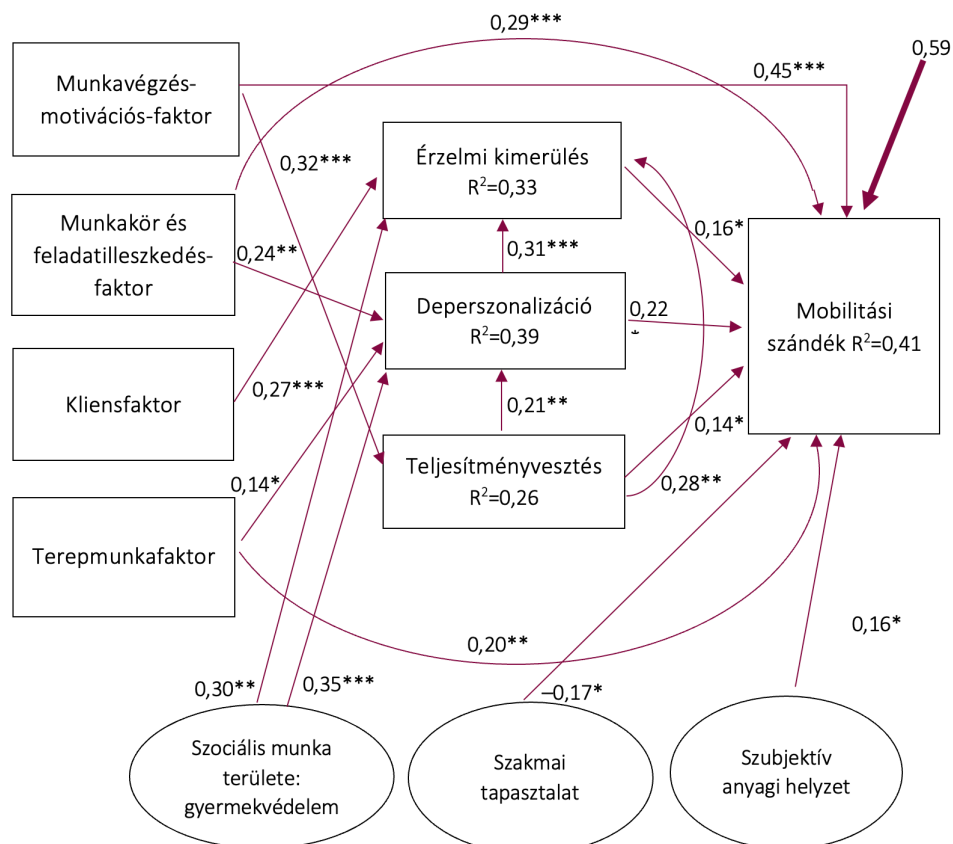 0,29***
0,59
Munkavégzés-
motivációs-faktor
0,45***
0,32***
Érzelmi kimerülés
R²=0,33
Munkakör és
feladatilleszkedés-
faktor
0,24**
0,16*
0,31***
Deperszonalizáció
R²=0,39
0,22
*
Mobilitási
szándék R²=0,41
Kliensfaktor
0,27***
0,21**
0,14*
Teljesítményvesztés
R²=0,26
0,28**
0,14*
Terepmunkafaktor
0,20**
0,16*
0,30**
0,35***
–0,17*
Szociális munka
területe:
gyermekvédelem
Szakmai
tapasztalat
Szubjektív
anyagi helyzet